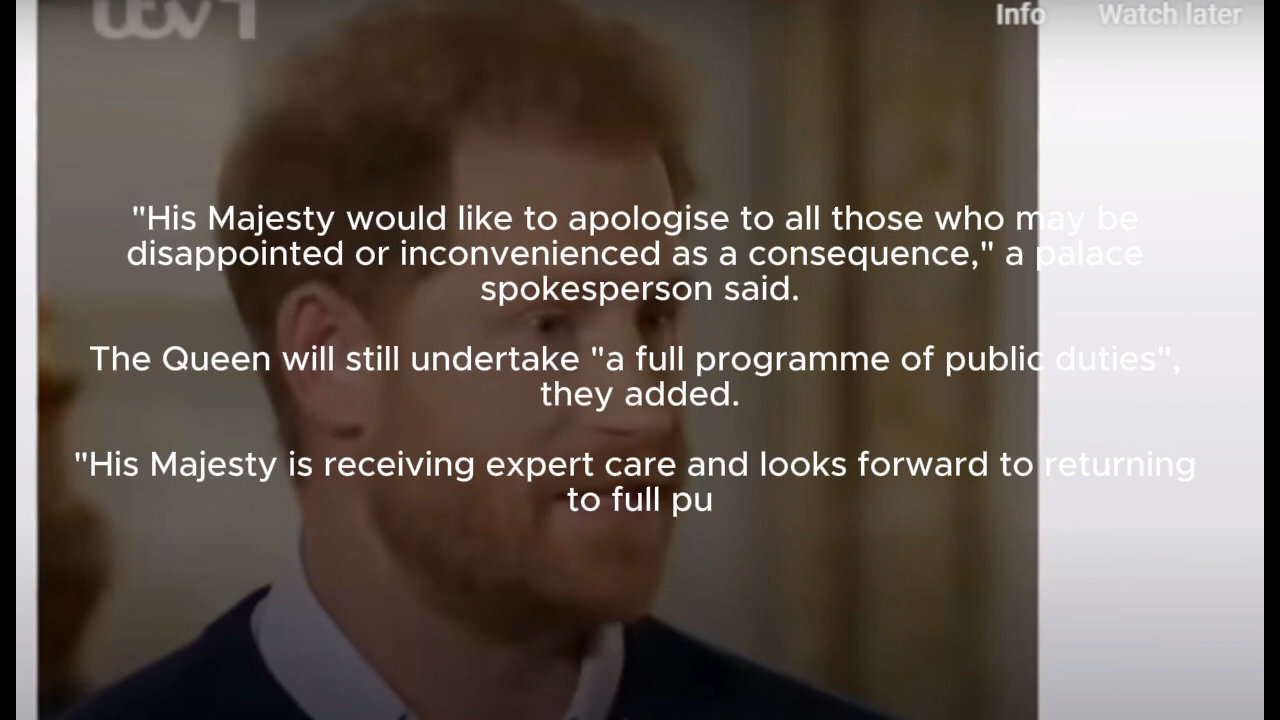 itv 1
Info Watch later
"His Majesty would like to apologise to all those who may be
disappointed or inconvenienced as a consequence," a palace
spokesperson said.
The Queen will still undertake "a full programme of public duties",
they added.
"His Majesty is receiving expert care and looks forward to returning
to full pu